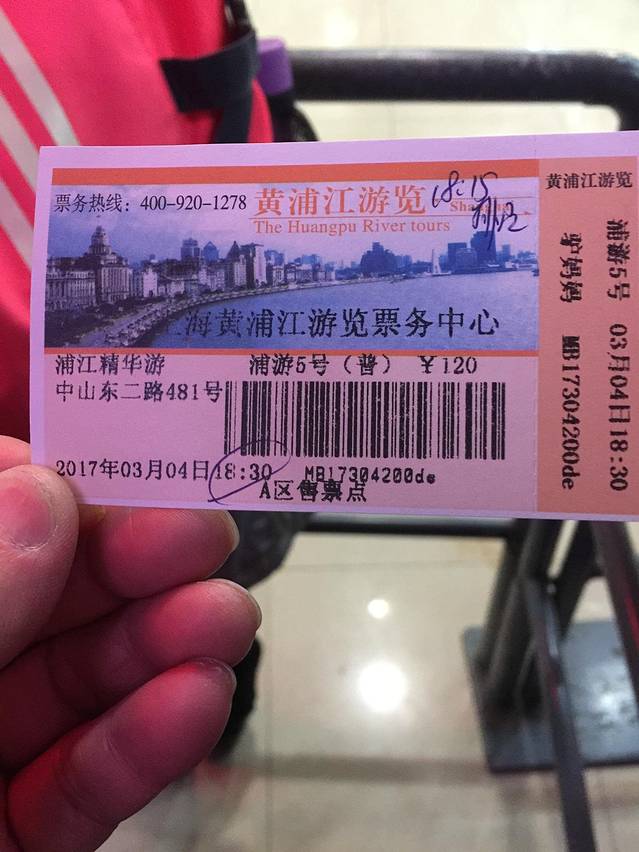 票务热线：400-920-1278
黄浦江游览
18:15
The Huangpu River tours
上海黄浦江游览票务中心
浦江精华游 浦游5号（普） ￥120
中山东二路481号
2017年03月04日18:30 MB17304200de
A区售票点
黄浦江游览
浦游5号 03月04日18:30
驴妈妈 MB17304200de